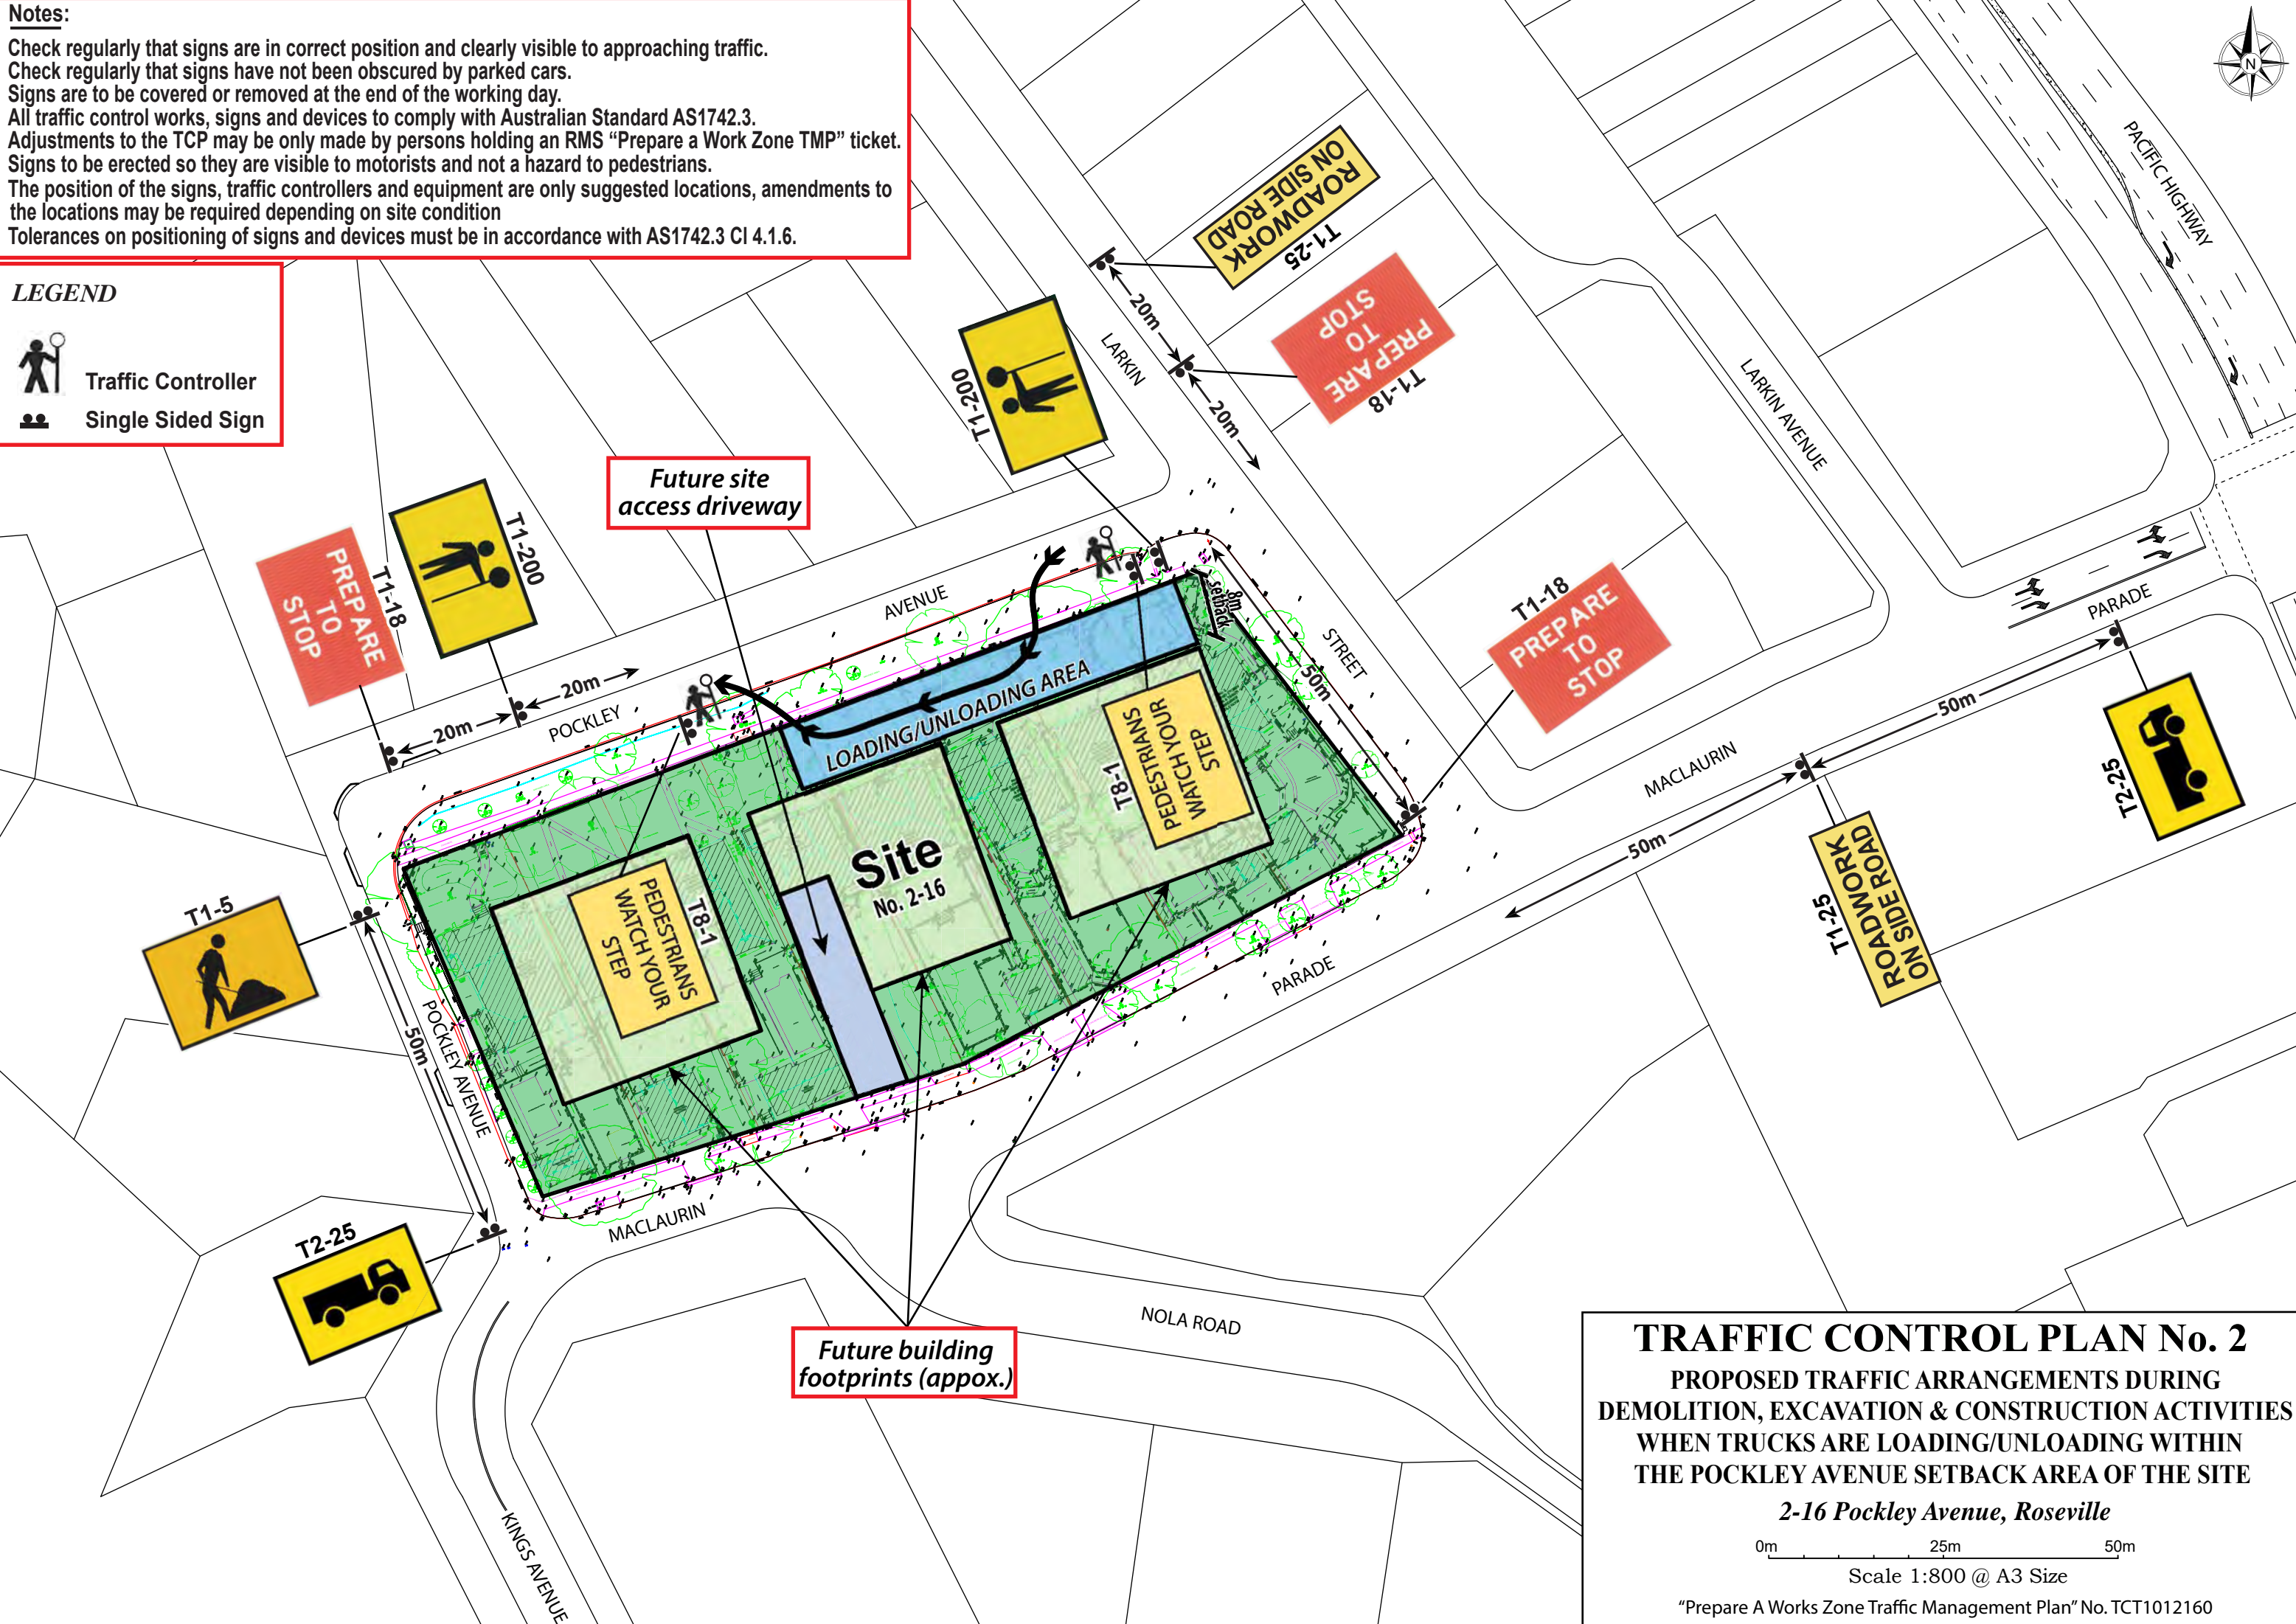 Notes:
Check regularly that signs are in correct position and clearly visible to approaching traffic.
Check regularly that signs have not been obscured by parked cars.
Signs are to be covered or removed at the end of the working day.
All traffic control works, signs and devices to comply with Australian Standard AS1742.3.
Adjustments to the TCP may be only made by persons holding an RMS “Prepare a Work Zone TMP” ticket.
Signs to be erected so they are visible to motorists and not a hazard to pedestrians.
The position of the signs, traffic controllers and equipment are only suggested locations, amendments to
the locations may be required depending on site condition
Tolerances on positioning of signs and devices must be in accordance with AS1742.3 CI 4.1.6.
LEGEND
Traffic Controller
Single Sided Sign
N
PACIFIC HIGHWAY
ROADWORK
ON SIDE ROAD
T1-25
20m
PREPARE
TO
STOP
T1-18
20m
LARKIN
T1-200
LARKIN AVENUE
Future site
access driveway
T1-200
PREPARE
TO
STOP
T1-18
20m
20m
POCKLEY
AVENUE
8m
setback
STREET
50m
T1-18
PREPARE
TO
STOP
PARADE
50m
T2-25
MACLAURIN
50m
T1-25
ROADWORK
ON SIDE ROAD
LOADING/UNLOADING AREA
T8-1
PEDESTRIANS
WATCH YOUR
STEP
Site
No. 2-16
T8-1
PEDESTRIANS
WATCH YOUR
STEP
T1-5
50m
POCKLEY AVENUE
PARADE
T2-25
MACLAURIN
NOLA ROAD
KINGS AVENUE
Future building
footprints (appox.)
TRAFFIC CONTROL PLAN No. 2
PROPOSED TRAFFIC ARRANGEMENTS DURING
DEMOLITION, EXCAVATION & CONSTRUCTION ACTIVITIES
WHEN TRUCKS ARE LOADING/UNLOADING WITHIN
THE POCKLEY AVENUE SETBACK AREA OF THE SITE
2-16 Pockley Avenue, Roseville
0m 25m 50m
Scale 1:800 @ A3 Size
“Prepare A Works Zone Traffic Management Plan” No. TCT1012160